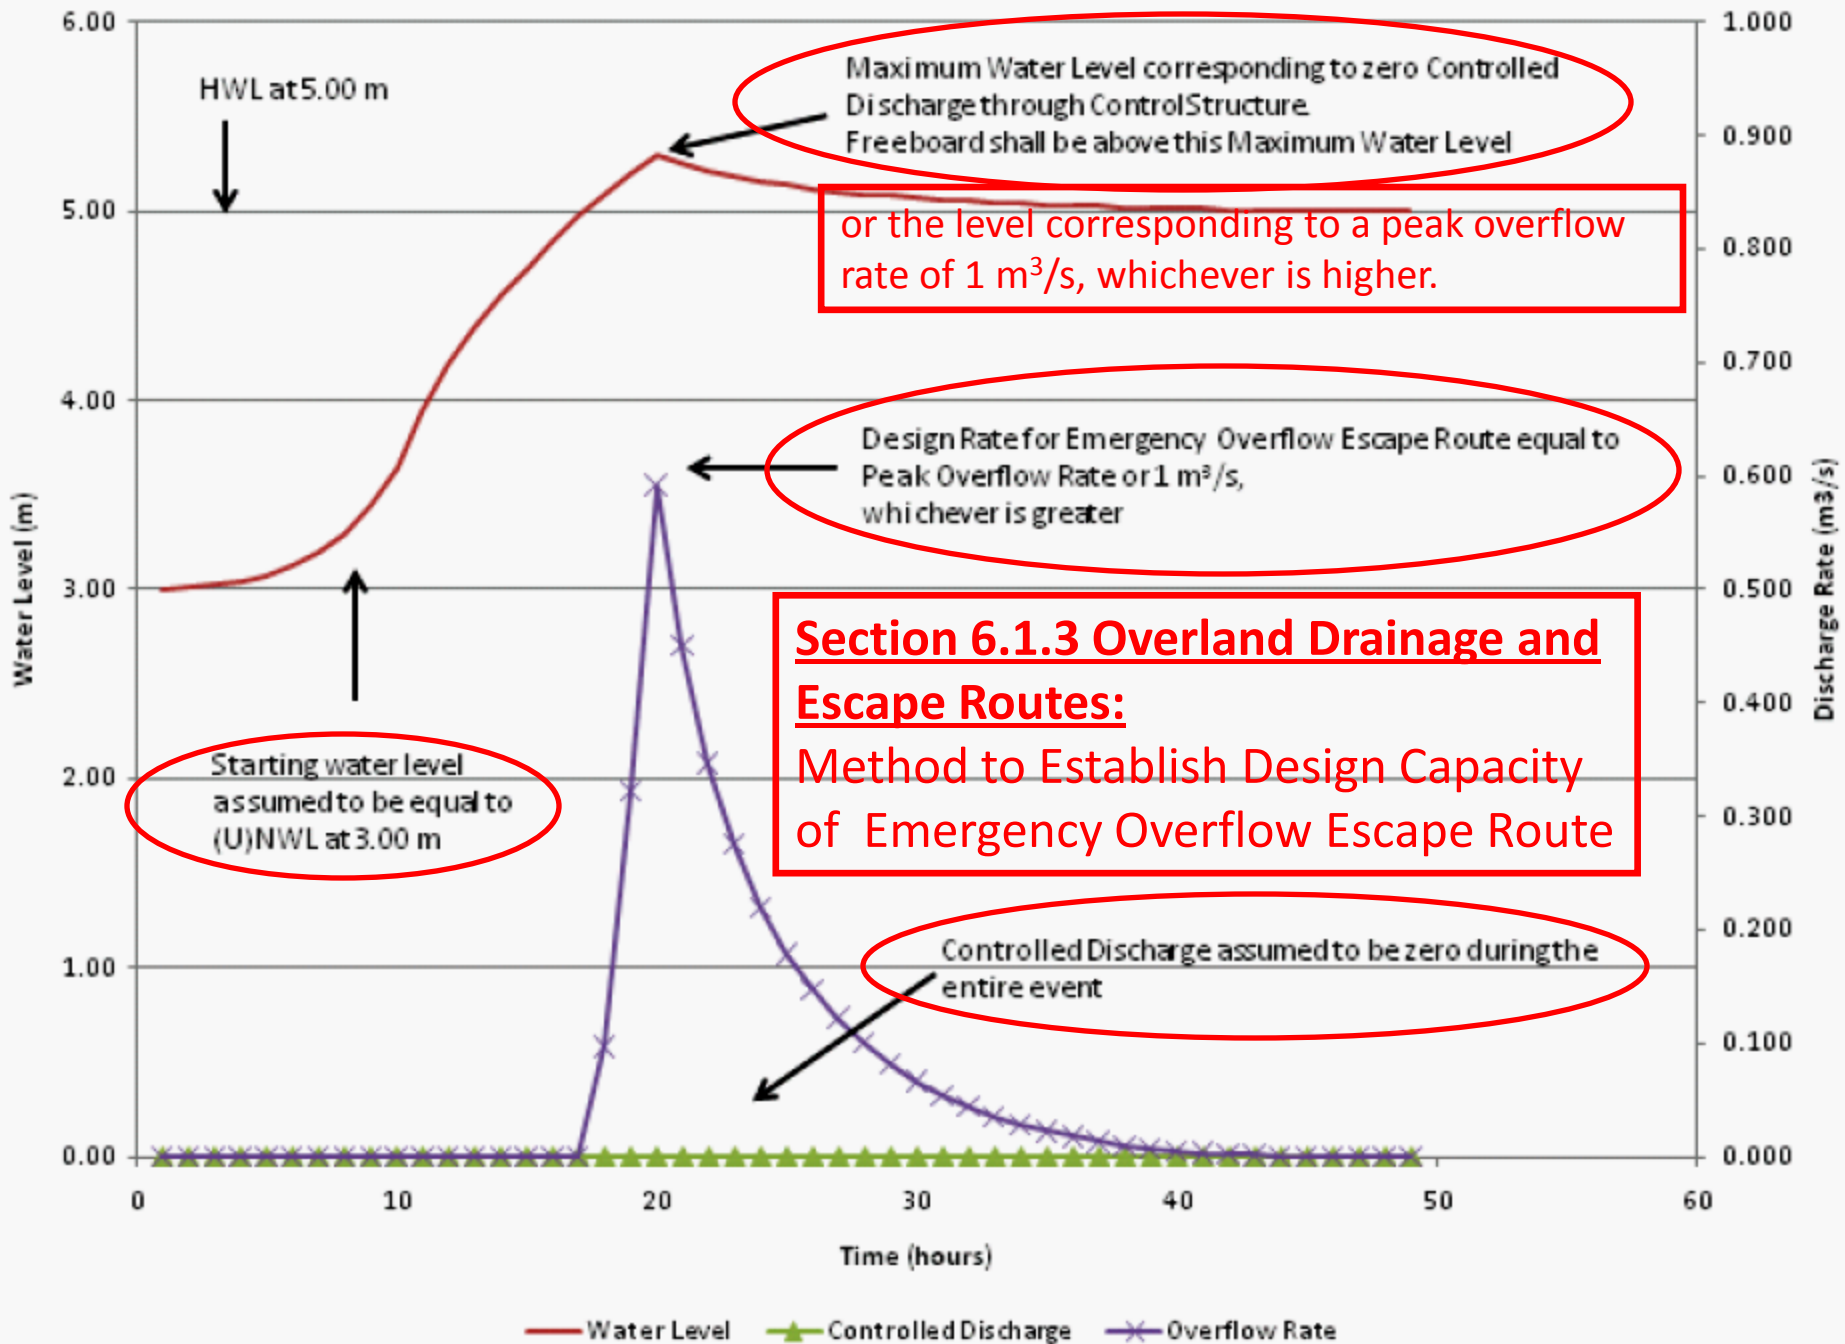 6.00
5.00
4.00
3.00
2.00
1.00
0.00
Water Level (m)
HWL at 5.00 m
Maximum Water Level corresponding to zero Controlled
Discharge through Control Structure.
Freeboard shall be above this Maximum Water Level
or the level corresponding to a peak overflow
rate of 1 m³/s, whichever is higher.
Design Rate for Emergency Overflow Escape Route equal to
Peak Overflow Rate or 1 m³/s,
whichever is greater
Section 6.1.3 Overland Drainage and
Escape Routes:
Method to Establish Design Capacity
of Emergency Overflow Escape Route
Starting water level
assumed to be equal to
(U)NWL at 3.00 m
Controlled Discharge assumed to be zero during the
entire event
1.000
0.900
0.800
0.700
0.600
0.500
0.400
0.300
0.200
0.100
0.000
Discharge Rate (m3/s)
0 10 20 30 40 50 60
Time (hours)
Water Level Controlled Discharge Overflow Rate